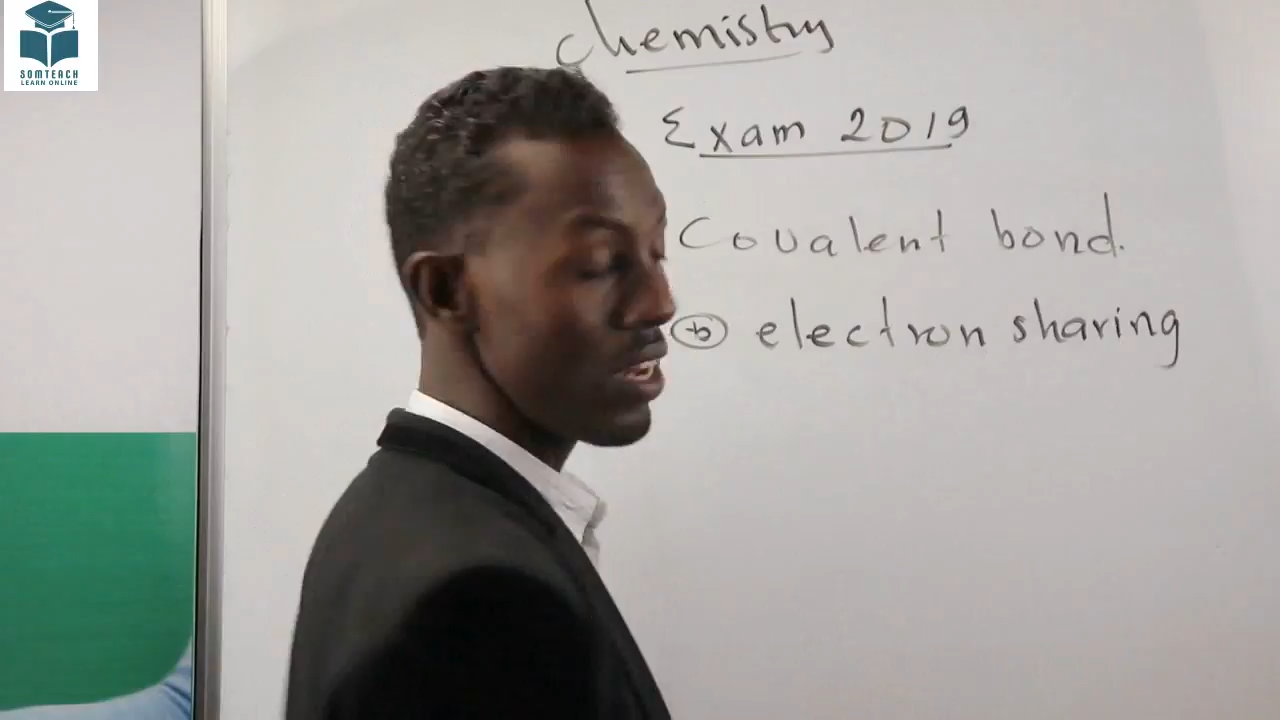 SOMTEACH
LEARN ONLINE
Chemistry
Exam 2019
Covalent bond.
b electron sharing